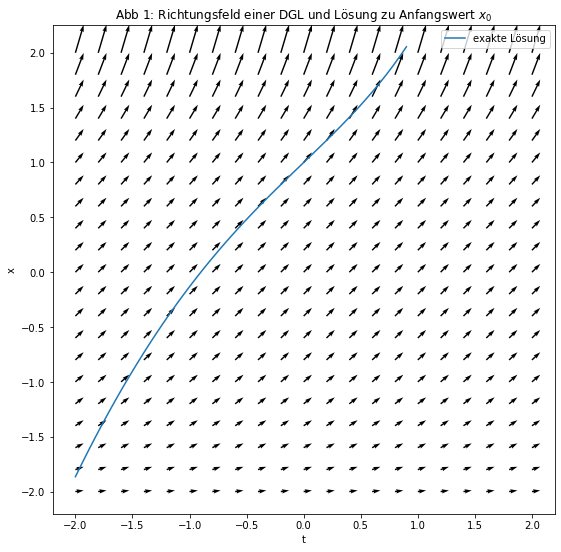 Abb 1: Richtungsfeld einer DGL und Lösung zu Anfangswert x₀
exakte Lösung
2.0
1.5
1.0
0.5
0.0
−0.5
−1.0
−1.5
−2.0
x
−2.0 −1.5 −1.0 −0.5 0.0 0.5 1.0 1.5 2.0
t